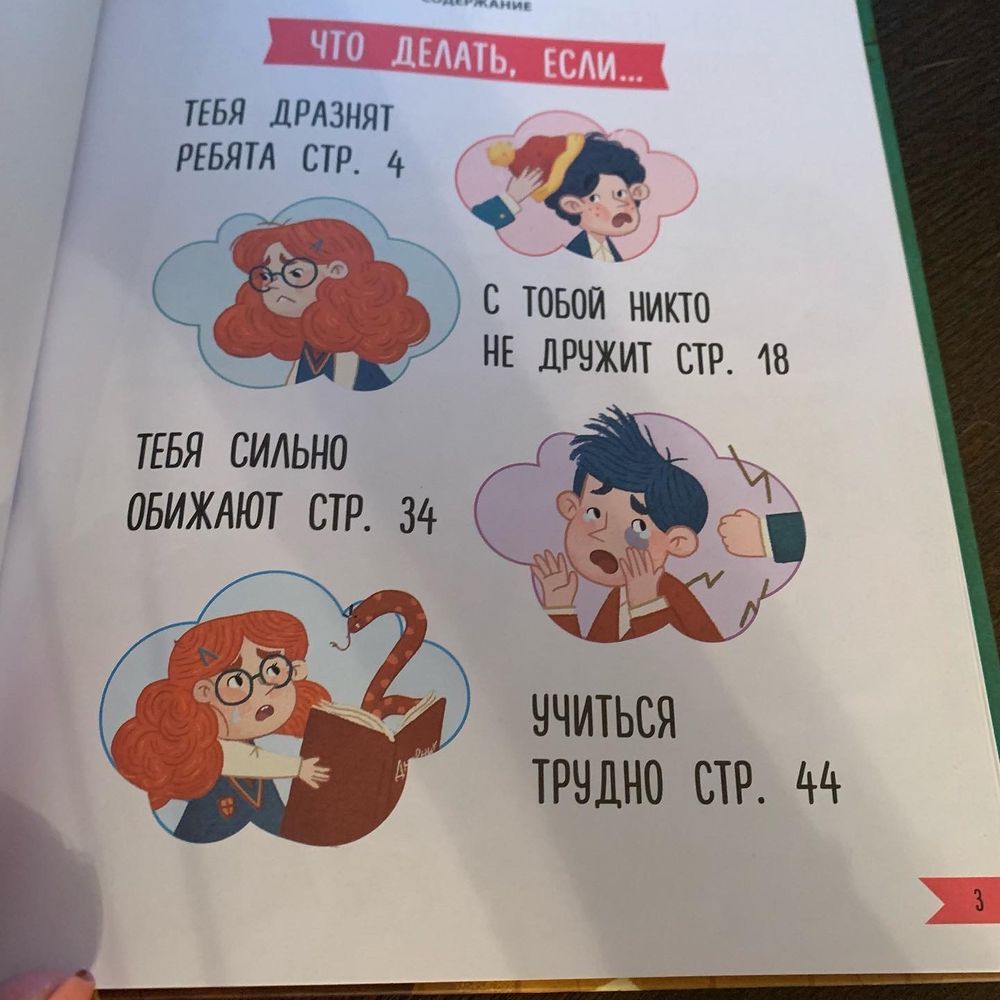 СОДЕРЖАНИЕ
ЧТО ДЕЛАТЬ, ЕСЛИ...
ТЕБЯ ДРАЗНЯТ
РЕБЯТА СТР. 4
С ТОБОЙ НИКТО
НЕ ДРУЖИТ СТР. 18
ТЕБЯ СИЛЬНО
ОБИЖАЮТ СТР. 34
Дневник
УЧИТЬСЯ
ТРУДНО СТР. 44
3